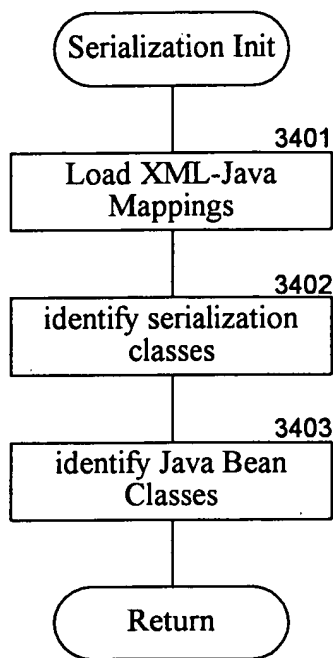 Serialization Init
3401
Load XML-Java
Mappings
3402
identify serialization
classes
3403
identify Java Bean
Classes
Return